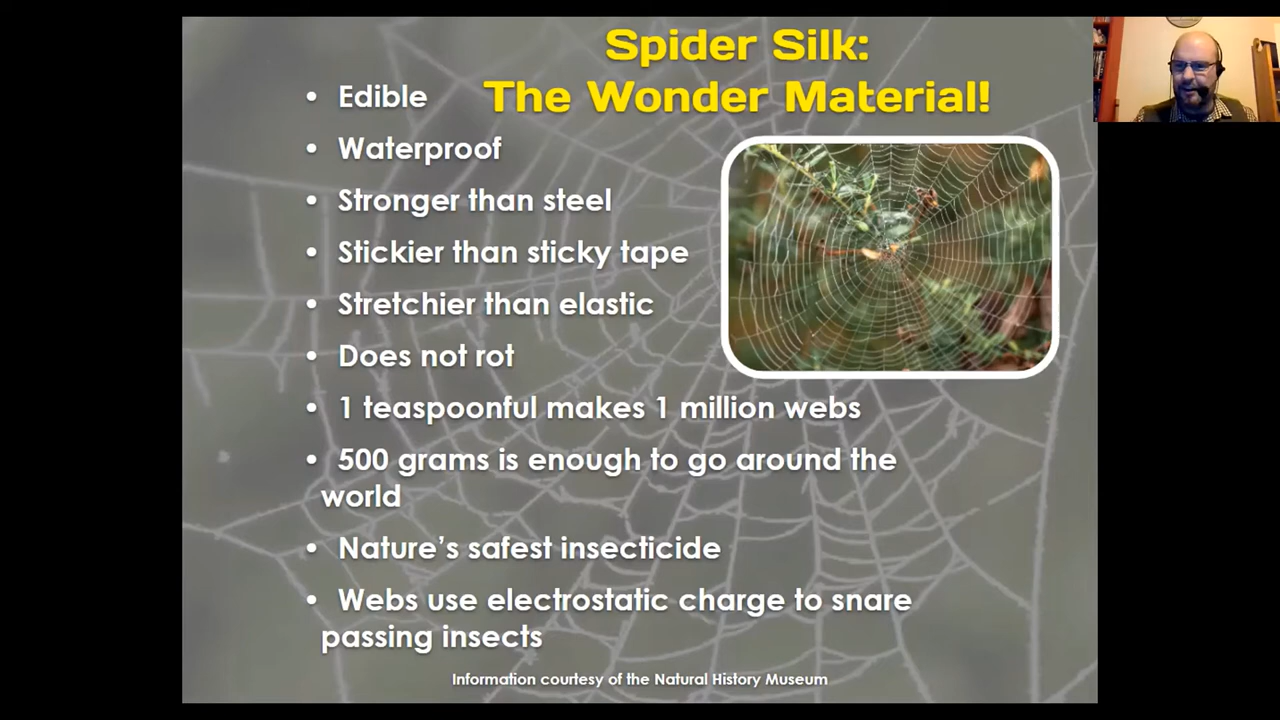 Spider Silk:
The Wonder Material!
• Edible
• Waterproof
• Stronger than steel
• Stickier than sticky tape
• Stretchier than elastic
• Does not rot
• 1 teaspoonful makes 1 million webs
• 500 grams is enough to go around the
world
• Nature’s safest insecticide
• Webs use electrostatic charge to snare
passing insects
Information courtesy of the Natural History Museum